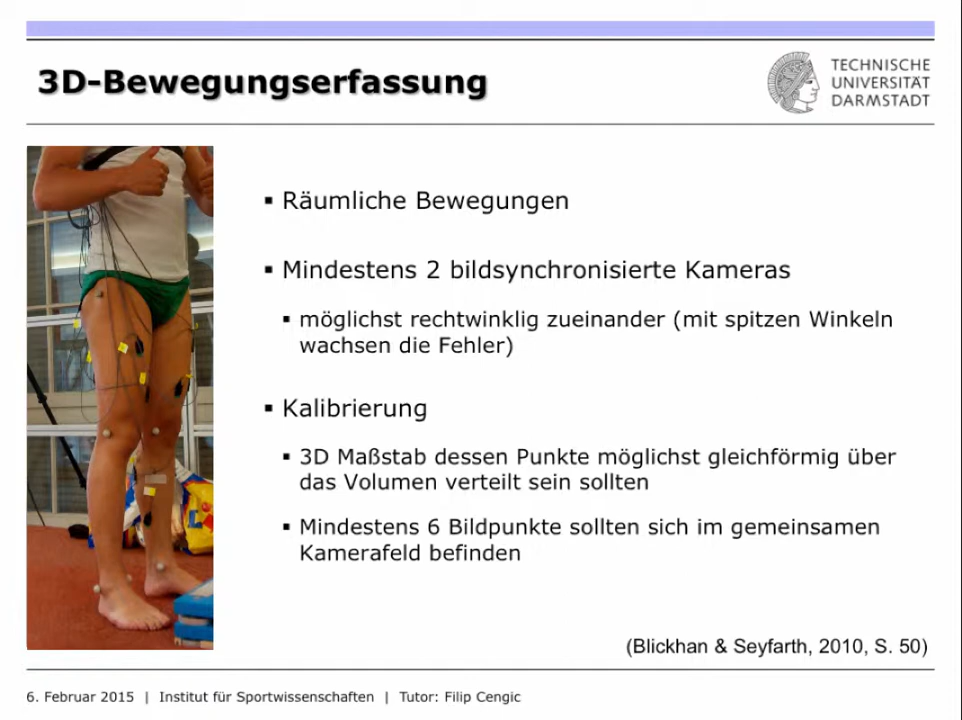 3D-Bewegungserfassung
TECHNISCHE
UNIVERSITÄT
DARMSTADT
▪ Räumliche Bewegungen
▪ Mindestens 2 bildsynchronisierte Kameras
▪ möglichst rechtwinklig zueinander (mit spitzen Winkeln
wachsen die Fehler)
▪ Kalibrierung
▪ 3D Maßstab dessen Punkte möglichst gleichförmig über
das Volumen verteilt sein sollten
▪ Mindestens 6 Bildpunkte sollten sich im gemeinsamen
Kamerafeld befinden
(Blickhan & Seyfarth, 2010, S. 50)
6. Februar 2015 | Institut für Sportwissenschaften | Tutor: Filip Cengic